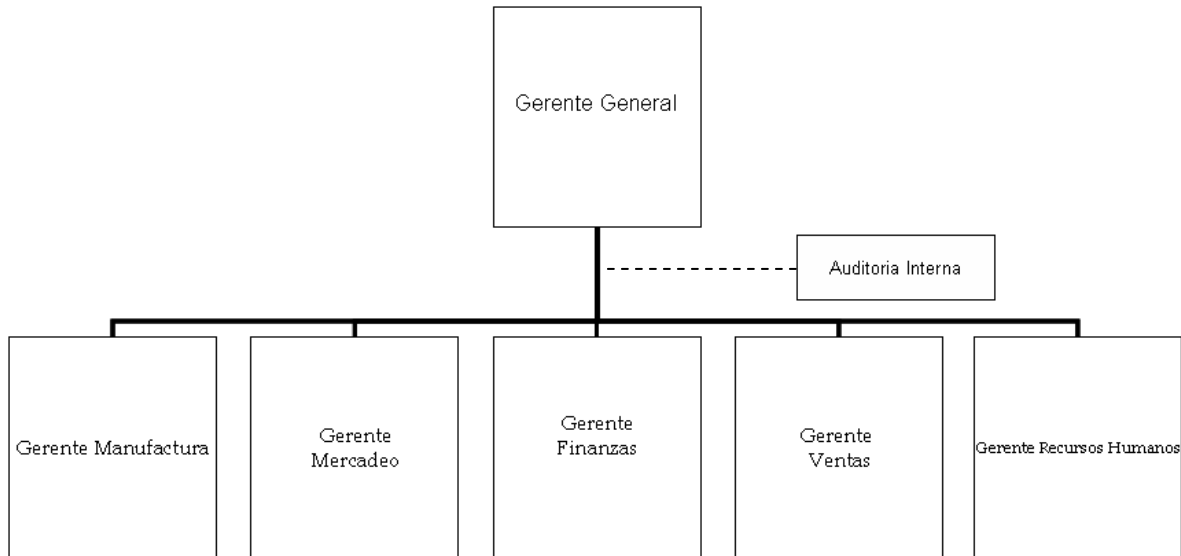 Gerente General
Auditoria Interna
Gerente Manufactura
Gerente
Mercadeo
Gerente
Finanzas
Gerente
Ventas
Gerente Recursos Humanos